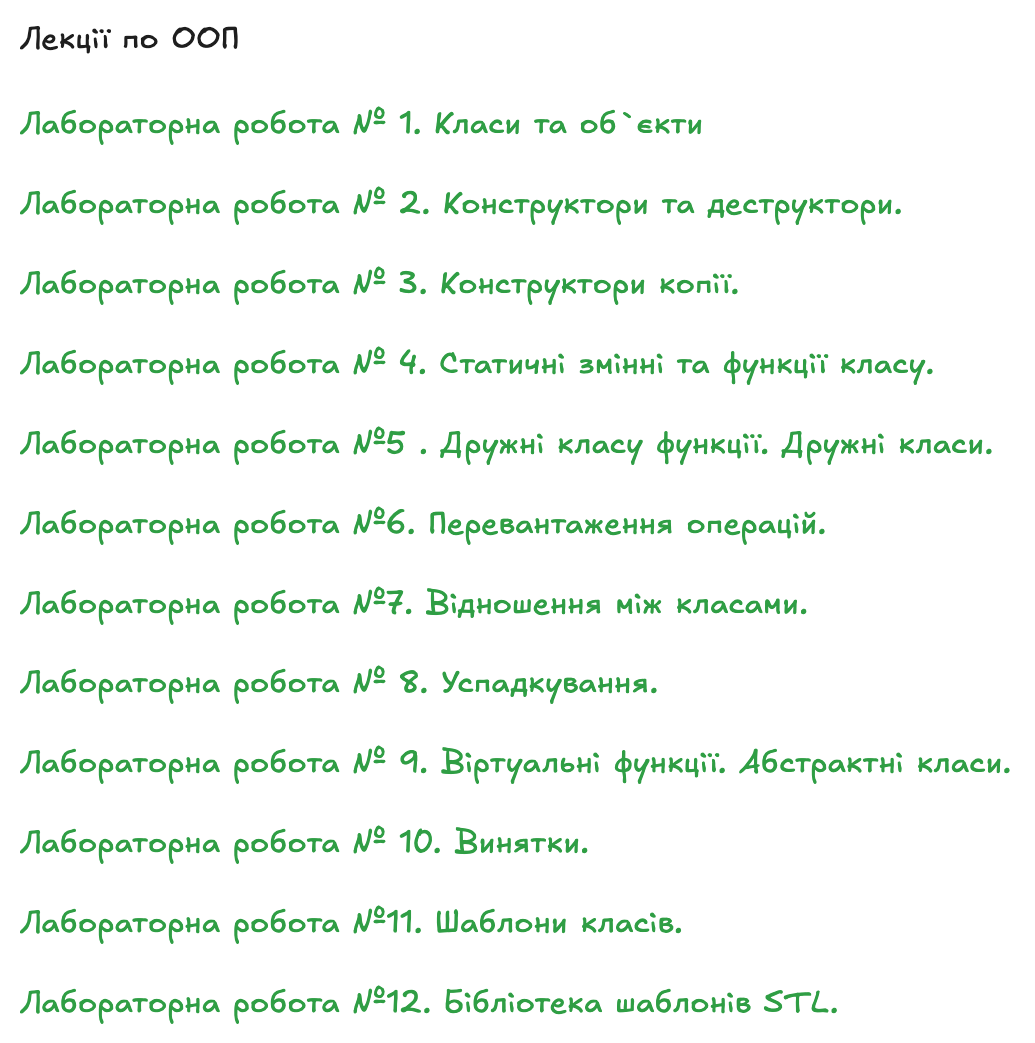 Лекції по ООП
Лабораторна робота № 1. Класи та об`єкти
Лабораторна робота № 2. Конструктори та деструктори.
Лабораторна робота № 3. Конструктори копії.
Лабораторна робота № 4. Статичні змінні та функції класу.
Лабораторна робота №5 . Дружні класу функції. Дружні класи.
Лабораторна робота №6. Перевантаження операцій.
Лабораторна робота №7. Відношення між класами.
Лабораторна робота № 8. Успадкування.
Лабораторна робота № 9. Віртуальні функції. Абстрактні класи.
Лабораторна робота № 10. Винятки.
Лабораторна робота №11. Шаблони класів.
Лабораторна робота №12. Бібліотека шаблонів STL.